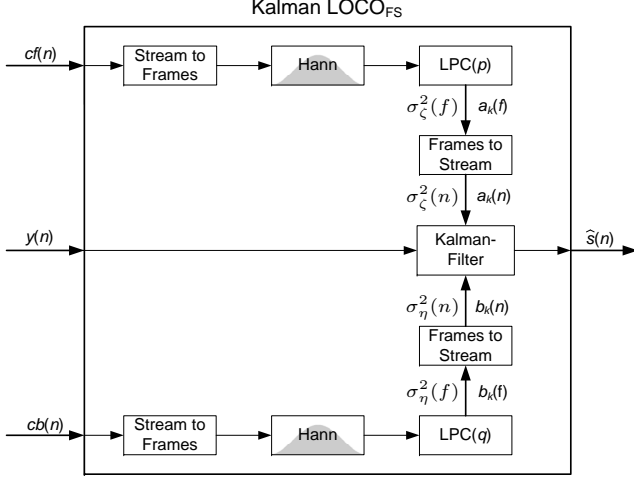 Kalman LOCO_FS
cf(n)
Stream to
Frames
Hann
LPC(p)
σ²_ζ(f) a_k(f)
Frames to
Stream
σ²_ζ(n) a_k(n)
y(n)
Kalman-
Filter
ŝ(n)
σ²_η(n) b_k(n)
Frames to
Stream
σ²_η(f) b_k(f)
cb(n)
Stream to
Frames
Hann
LPC(q)